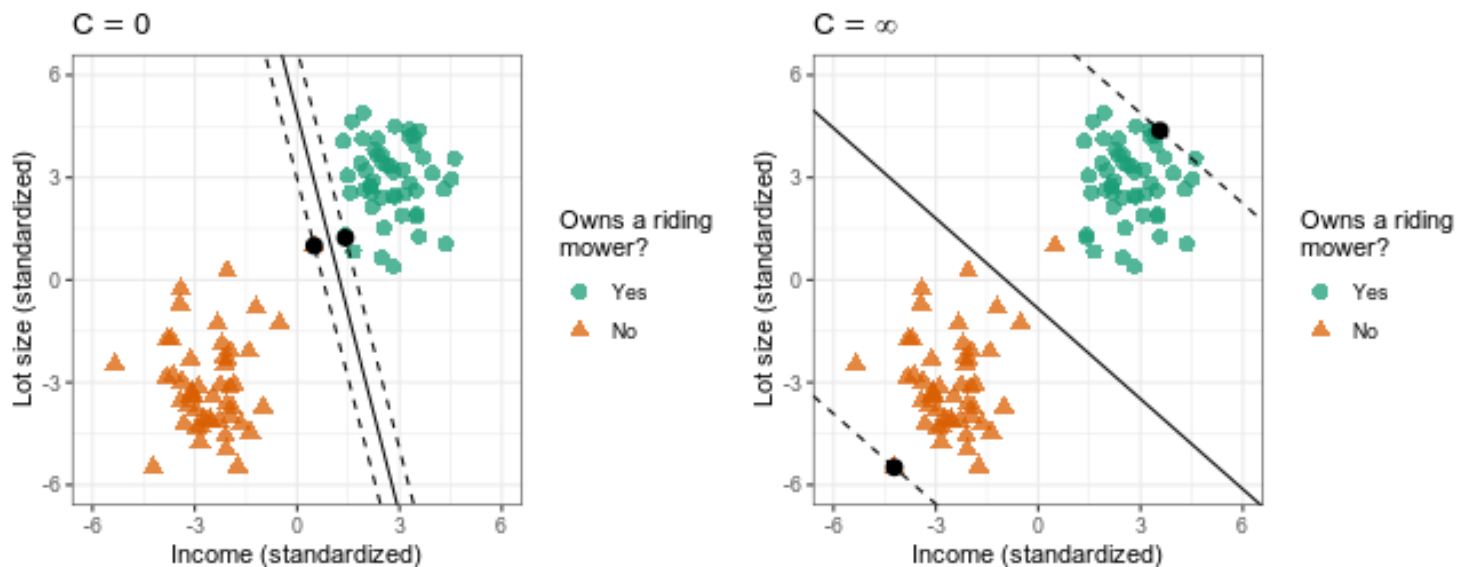 C = 0
6
3
0
-3
-6
-6
-3
0
3
6
Lot size (standardized)
Income (standardized)
Owns a riding
mower?
Yes
No
C = ∞
6
3
0
-3
-6
-6
-3
0
3
6
Lot size (standardized)
Income (standardized)
Owns a riding
mower?
Yes
No